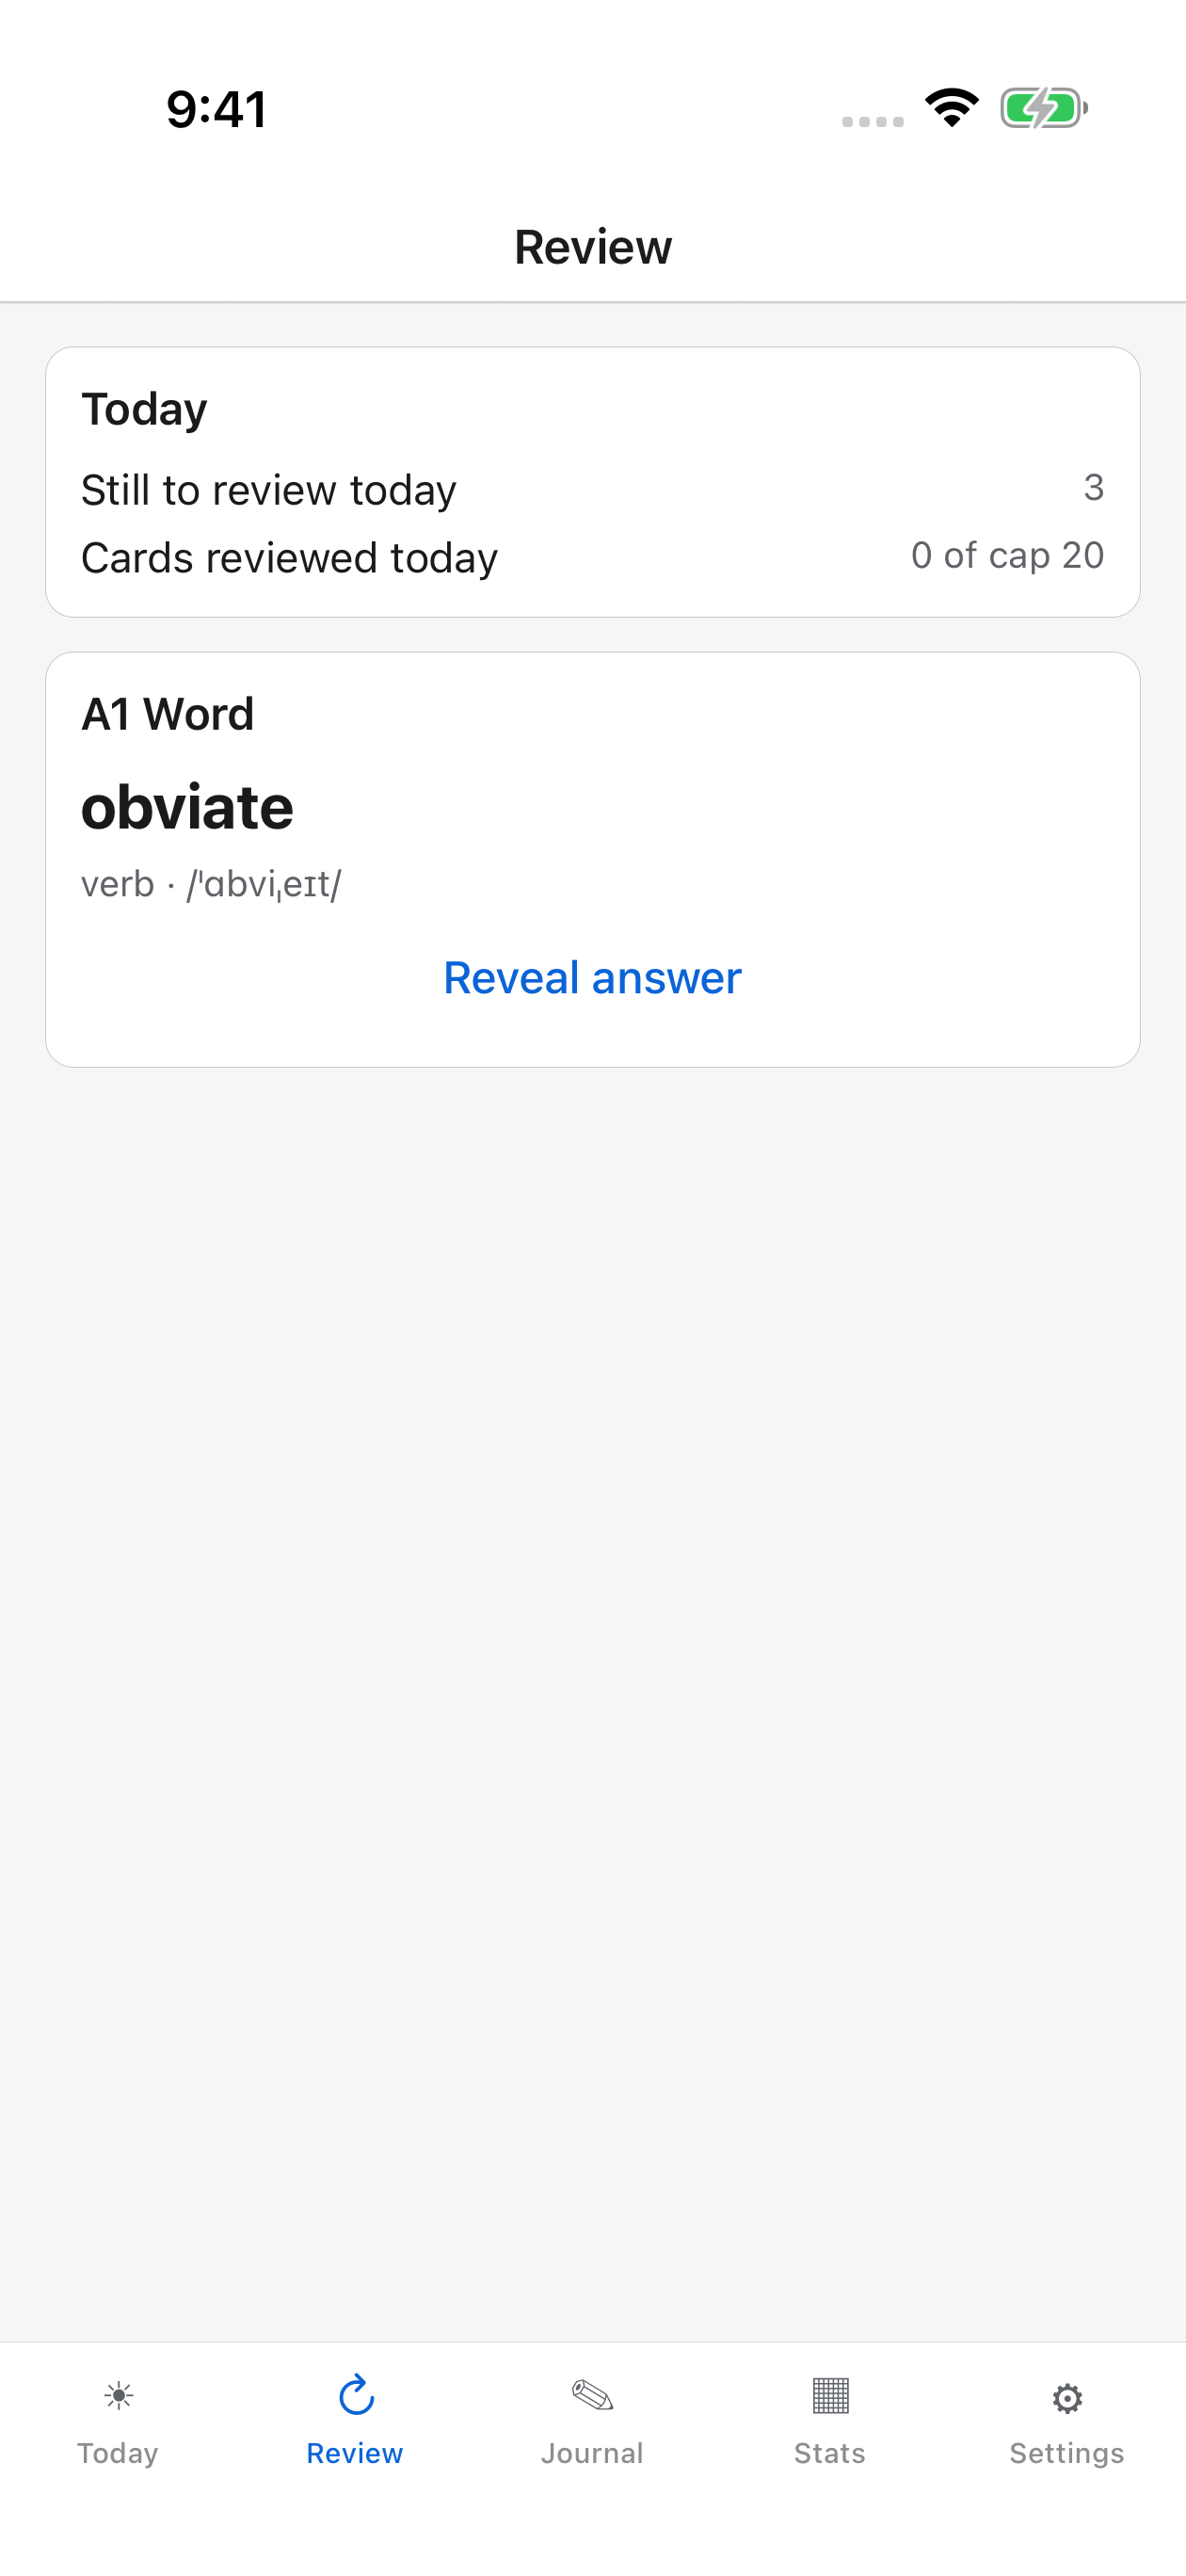 9:41
Review
Today
Still to review today 3
Cards reviewed today 0 of cap 20
A1 Word
obviate
verb · /ˈɑbviˌeɪt/
Reveal answer
Today Review Journal Stats Settings